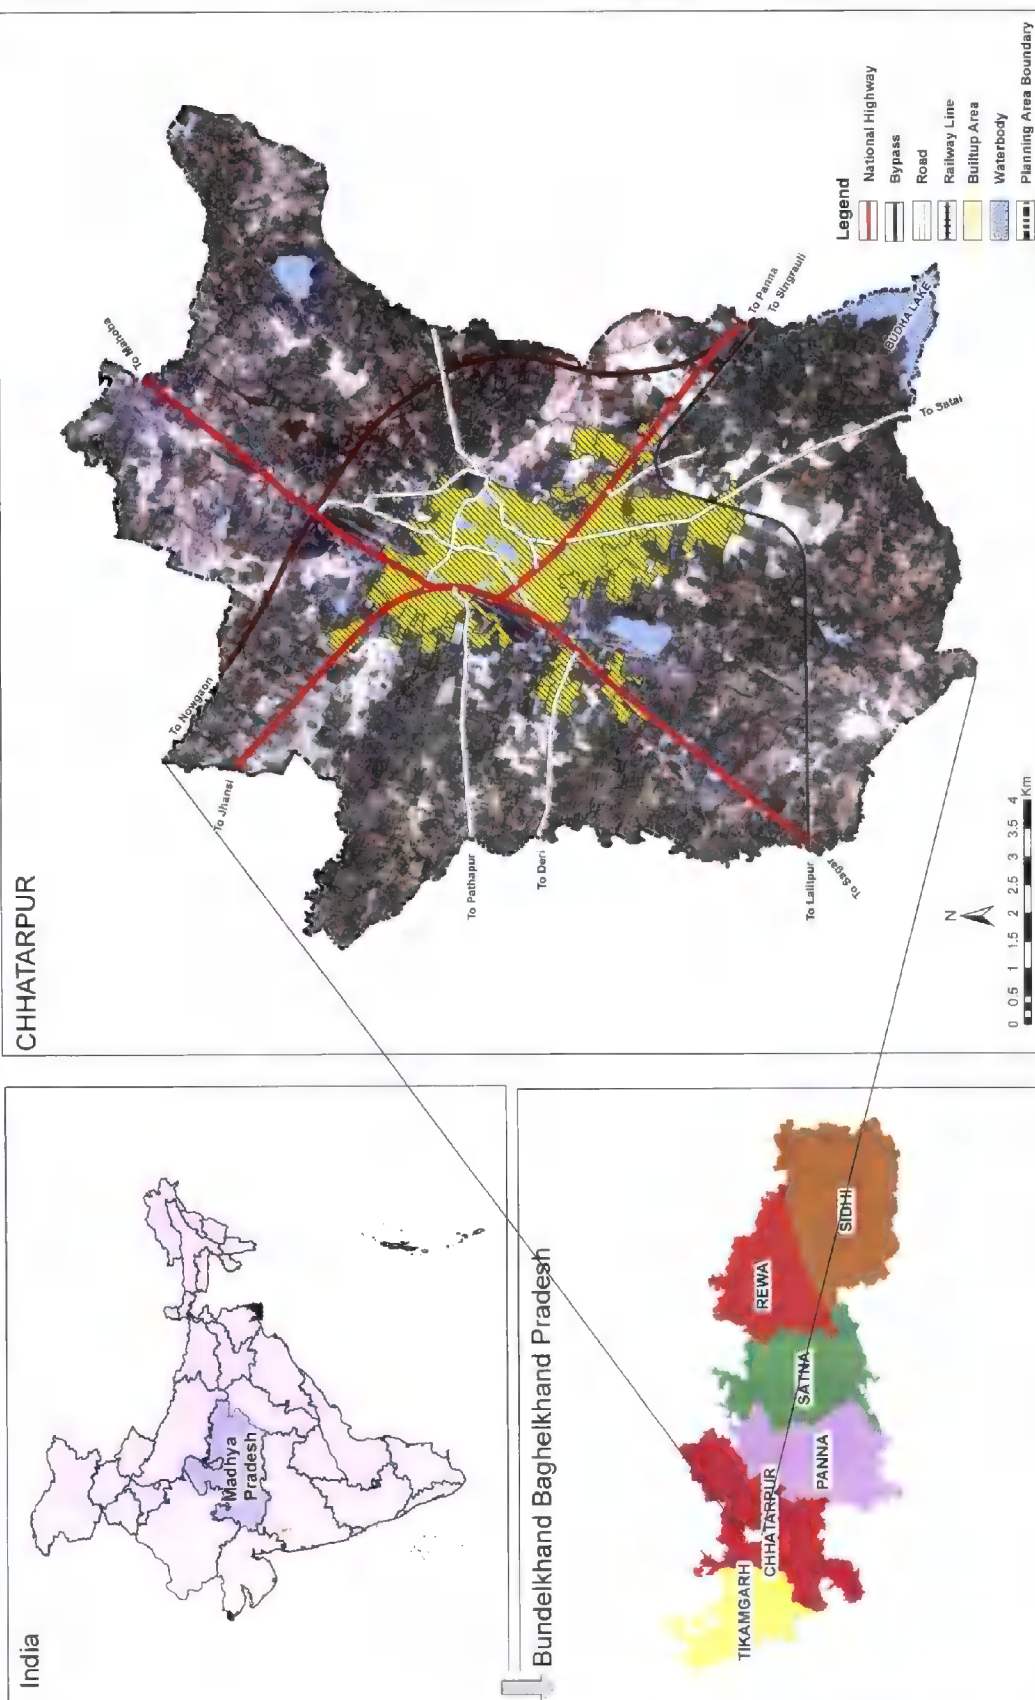 India
Madhya
Pradesh
Bundelkhand Baghelkhand Pradesh
TIKAMGARH
CHHATARPUR
PANNA
SATNA
REWA
SIDHI
CHHATARPUR
To Mahoba
To Nowgaon
To Jhansi
To Pathapur
To Deri
To Lalitpur
To Sagar
To Panna
To Singrauli
BUDHA LAKE
To Satai
N
0 0.5 1 1.5 2 2.5 3 3.5 4
Km
Legend
National Highway
Bypass
Road
Railway Line
Builtup Area
Waterbody
Planning Area Boundary